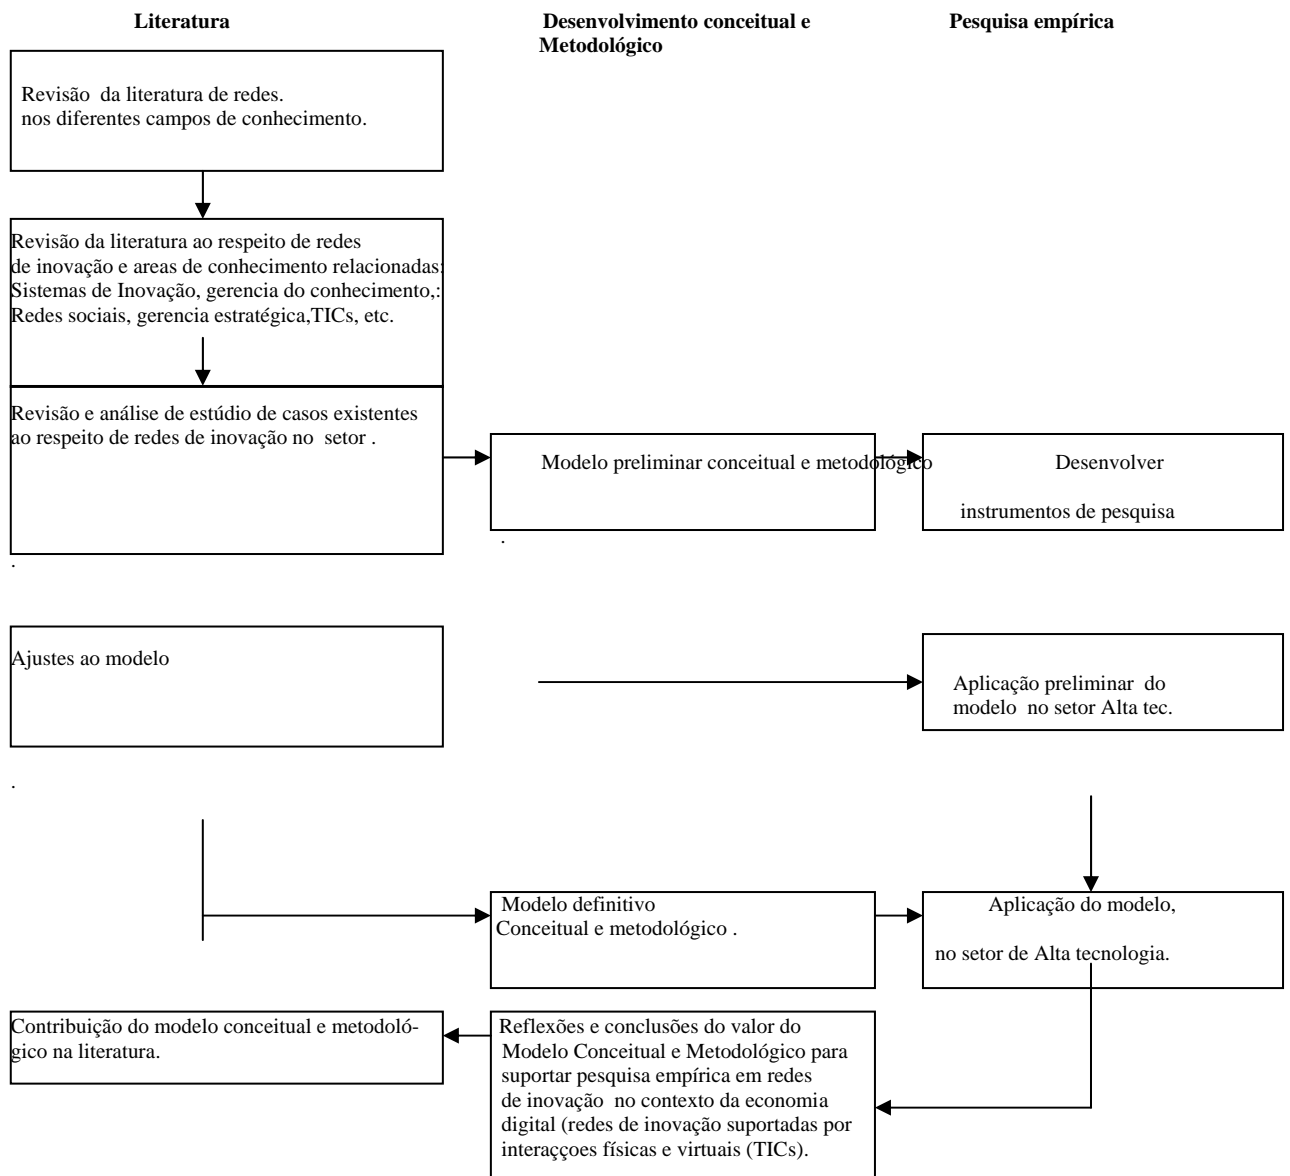 Literatura
Desenvolvimento conceitual e
Metodológico
Pesquisa empírica
Revisão da literatura de redes.
nos diferentes campos de conhecimento.
Revisão da literatura ao respeito de redes
de inovação e areas de conhecimento relacionadas:
Sistemas de Inovação, gerencia do conhecimento,:
Redes sociais, gerencia estratégica,TICs, etc.
Revisão e análise de estúdio de casos existentes
ao respeito de redes de inovação no setor .
.
Modelo preliminar conceitual e metodológico
.
Desenvolver
instrumentos de pesquisa
Ajustes ao modelo
.
Aplicação preliminar do
modelo no setor Alta tec.
Modelo definitivo
Conceitual e metodológico .
Aplicação do modelo,
no setor de Alta tecnologia.
Contribuição do modelo conceitual e metodoló-
gico na literatura.
Reflexões e conclusões do valor do
Modelo Conceitual e Metodológico para
suportar pesquisa empírica em redes
de inovação no contexto da economia
digital (redes de inovação suportadas por
interaçções físicas e virtuais (TICs).